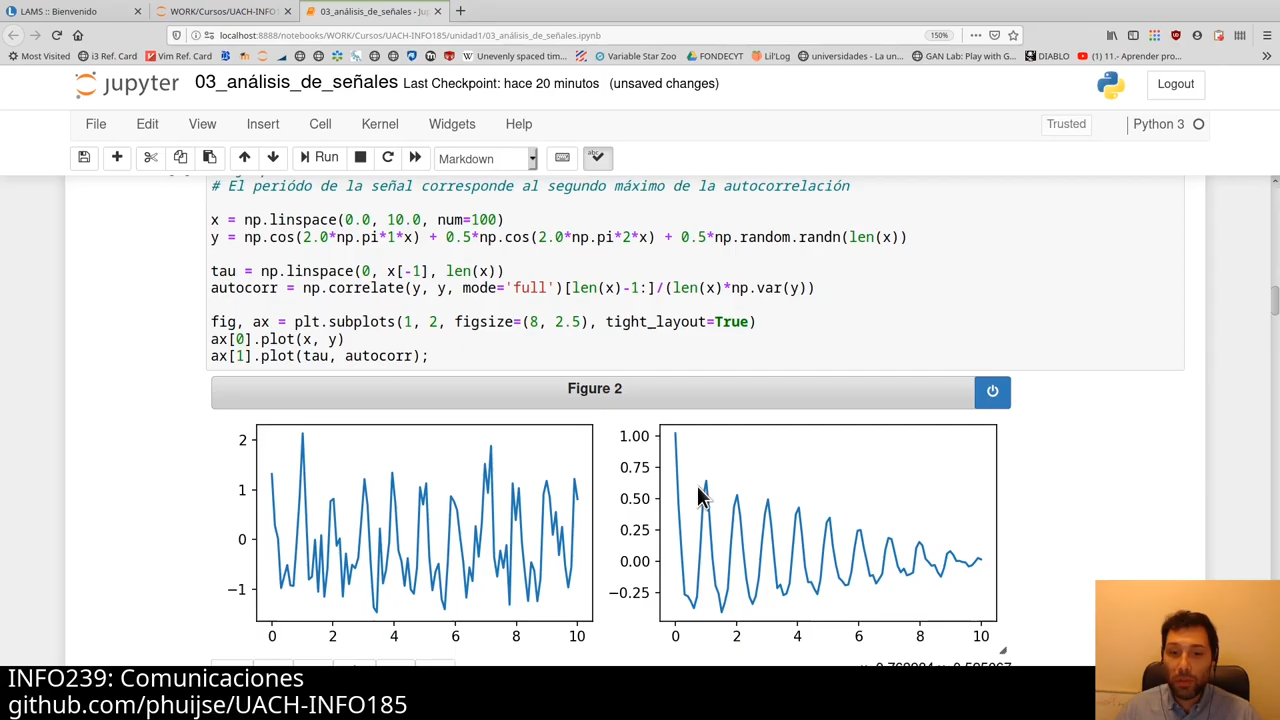 LAMS :: Bienvenido
WORK/Cursos/UACH-INFO1
03_análisis_de_señales - Jup
localhost:8888/notebooks/WORK/Cursos/UACH-INFO185/unidad1/03_análisis_de_señales.ipynb
150%
Most Visited
i3 Ref. Card
Vim Ref. Card
Unevenly spaced tim…
Variable Star Zoo
FONDECYT
Lil'Log
universidades - La un…
GAN Lab: Play with G…
DIABLO
(1) 11.- Aprender pro…
jupyter
03_análisis_de_señales
Last Checkpoint: hace 20 minutos
(unsaved changes)
Logout
File
Edit
View
Insert
Cell
Kernel
Widgets
Help
Trusted
Python 3
Run
Markdown
# El periódo de la señal corresponde al segundo máximo de la autocorrelación
x = np.linspace(0.0, 10.0, num=100)
y = np.cos(2.0*np.pi*1*x) + 0.5*np.cos(2.0*np.pi*2*x) + 0.5*np.random.randn(len(x))
tau = np.linspace(0, x[-1], len(x))
autocorr = np.correlate(y, y, mode='full')[len(x)-1:]/(len(x)*np.var(y))
fig, ax = plt.subplots(1, 2, figsize=(8, 2.5), tight_layout=True)
ax[0].plot(x, y)
ax[1].plot(tau, autocorr);
Figure 2
2
1
0
−1
0 2 4 6 8 10
1.00
0.75
0.50
0.25
0.00
−0.25
0 2 4 6 8 10
INFO239: Comunicaciones
github.com/phuijse/UACH-INFO185